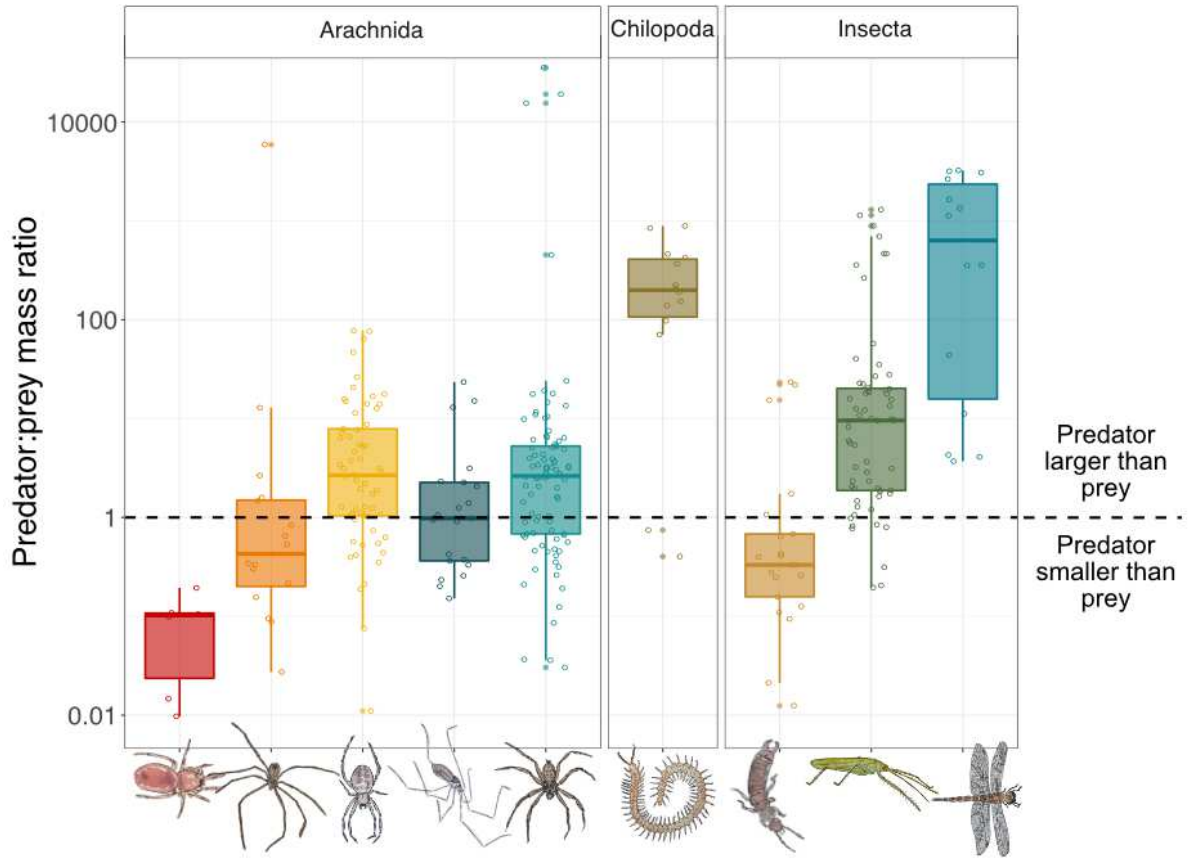 Arachnida
Chilopoda
Insecta
Predator:prey mass ratio
10000
100
1
0.01
Predator
larger than
prey
Predator
smaller than
prey